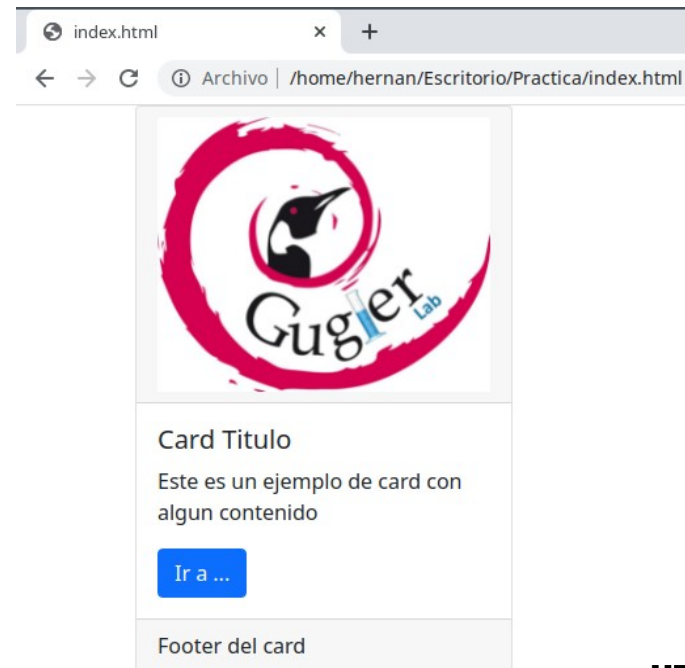 index.html
Archivo | /home/hernan/Escritorio/Practica/index.html
Gugler
Lab
Card Titulo
Este es un ejemplo de card con
algun contenido
Ir a ...
Footer del card